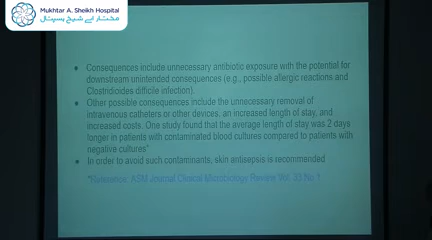 Mukhtar A. Sheikh Hospital
مختار اے شیخ ہسپتال
Consequences include unnecessary antibiotic exposure with the potential for
downstream unintended consequences (e.g., possible allergic reactions and
Clostridioides difficile infection).
Other possible consequences include the unnecessary removal of
intravenous catheters or other devices, an increased length of stay, and
increased costs. One study found that the average length of stay was 2 days
longer in patients with contaminated blood cultures compared to patients with
negative cultures*
In order to avoid such contaminants, skin antisepsis is recommended
*Reference: ASM Journal Clinical Microbiology Review Vol. 33 No.1